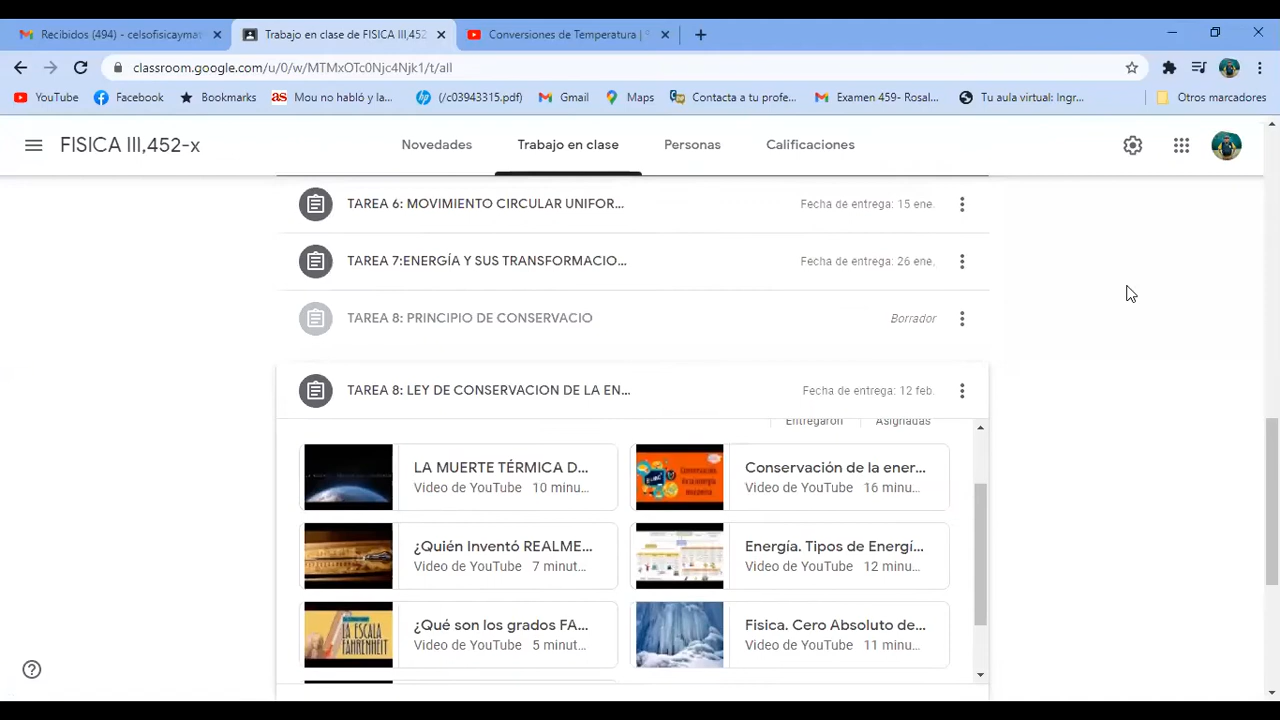 Recibidos (494) - celsofisicaymat
Trabajo en clase de FISICA III,452
Conversiones de Temperatura |
classroom.google.com/u/0/w/MTMxOTc0Njc4Njk1/t/all
YouTube
Facebook
Bookmarks
Mou no habló y la...
(/c03943315.pdf)
Gmail
Maps
Contacta a tu profe...
Examen 459- Rosal...
Tu aula virtual: Ingr...
Otros marcadores
FISICA III,452-x
Novedades
Trabajo en clase
Personas
Calificaciones
TAREA 6: MOVIMIENTO CIRCULAR UNIFOR...
Fecha de entrega: 15 ene.
TAREA 7:ENERGÍA Y SUS TRANSFORMACIO...
Fecha de entrega: 26 ene.
TAREA 8: PRINCIPIO DE CONSERVACIO
Borrador
TAREA 8: LEY DE CONSERVACION DE LA EN...
Fecha de entrega: 12 feb.
Entregaron
Asignadas
LA MUERTE TÉRMICA D...
Video de YouTube 10 minu...
Conservación de la ener...
Video de YouTube 16 minu...
¿Quién Inventó REALME...
Video de YouTube 7 minut...
Energía. Tipos de Energí...
Video de YouTube 12 minu...
LA ESCALA
FAHRENHEIT
¿Qué son los grados FA...
Video de YouTube 5 minut...
Fisica. Cero Absoluto de...
Video de YouTube 11 minu...